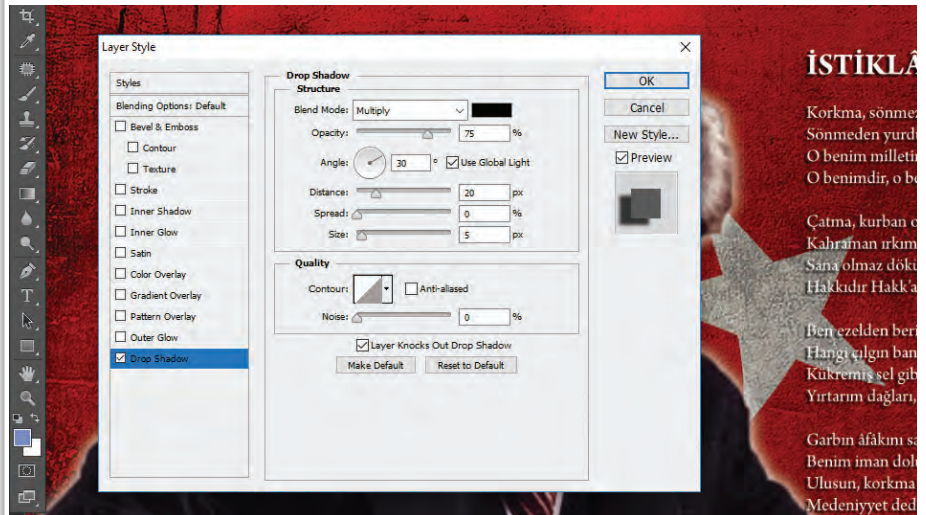 Layer Style
Styles
Blending Options: Default
Bevel & Emboss
Contour
Texture
Stroke
Inner Shadow
Inner Glow
Satin
Color Overlay
Gradient Overlay
Pattern Overlay
Outer Glow
Drop Shadow
Drop Shadow
Structure
Blend Mode: Multiply
Opacity: 75 %
Angle: 30 ° Use Global Light
Distance: 20 px
Spread: 0 %
Size: 5 px
Quality
Contour: Anti-aliased
Noise: 0 %
Layer Knocks Out Drop Shadow
Make Default Reset to Default
OK
Cancel
New Style...
Preview
İSTİKLÂ
Korkma, sönmez
Sönmeden yurdu
O benim milletin
O benimdir, o be
Çatma, kurban o
Kahraman ırkım
Sana olmaz dökü
Hakkıdır Hakk'a
Ben ezelden beri
Hangi çılgın ban
Kükremiş sel gib
Yırtarım dağları,
Garbın âfâkını sa
Benim iman dolu
Ulusun, korkma
Medeniyyet ded